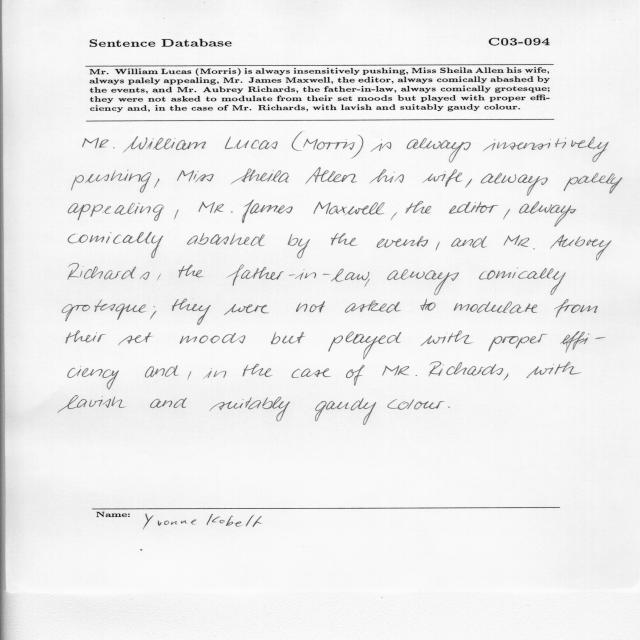 Sentence Database C03-094
Mr. William Lucas (Morris) is always insensitively pushing, Miss Sheila Allen his wife,
always palely appealing, Mr. James Maxwell, the editor, always comically abashed by
the events, and Mr. Aubrey Richards, the father-in-law, always comically grotesque;
they were not asked to modulate from their set moods but played with proper effi-
ciency and, in the case of Mr. Richards, with lavish and suitably gaudy colour.
Mr. William Lucas (Morris) is always insensitively
pushing, Miss Sheila Allen his wife, always palely
appealing, Mr. James Maxwell, the editor, always
comically abashed by the events, and Mr. Aubrey
Richards, the father-in-law, always comically
grotesque; they were not asked to modulate from
their set moods but played with proper effi-
ciency and, in the case of Mr. Richards, with
lavish and suitably gaudy colour.
Name: Yvonne Kobelt